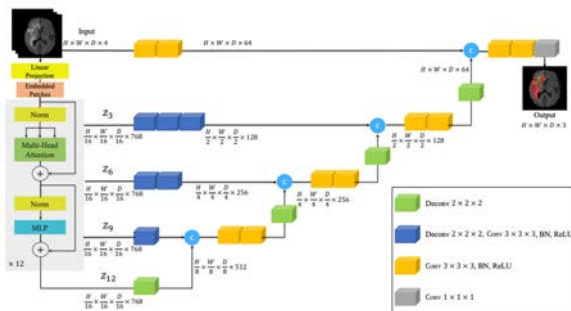 Input
H × W × D × 4
H × W × D × 64
Linear Projection
Embedded Patches
H × W × D × 64
Output
H × W × D × 3
Norm
Multi-Head Attention
+
Norm
MLP
+
× 12
z3
H/16 × W/16 × D/16 × 768
H/2 × W/2 × D/2 × 128
C
H/2 × W/2 × D/2 × 128
z6
H/16 × W/16 × D/16 × 768
H/4 × W/4 × D/4 × 256
C
H/4 × W/4 × D/4 × 256
z9
H/16 × W/16 × D/16 × 768
C
H/8 × W/8 × D/8 × 512
z12
H/16 × W/16 × D/16 × 768
C
Deconv 2 × 2 × 2
Deconv 2 × 2 × 2, Conv 3 × 3 × 3, BN, ReLU
Conv 3 × 3 × 3, BN, ReLU
Conv 1 × 1 × 1